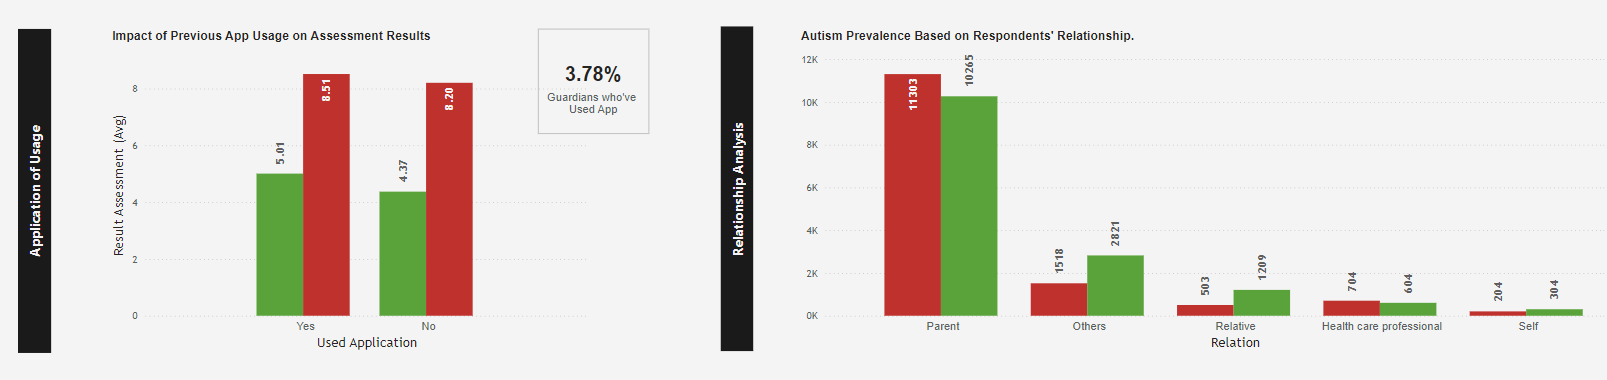 Application of Usage
Impact of Previous App Usage on Assessment Results
3.78%
Guardians who've
Used App
Result Assessment (Avg)
8
6
4
2
0
5.01
8.51
4.37
8.20
Yes
No
Used Application
Relationship Analysis
Autism Prevalence Based on Respondents' Relationship.
12K
10K
8K
6K
4K
2K
0K
11303
10265
1518
2821
503
1209
704
604
204
304
Parent
Others
Relative
Health care professional
Self
Relation